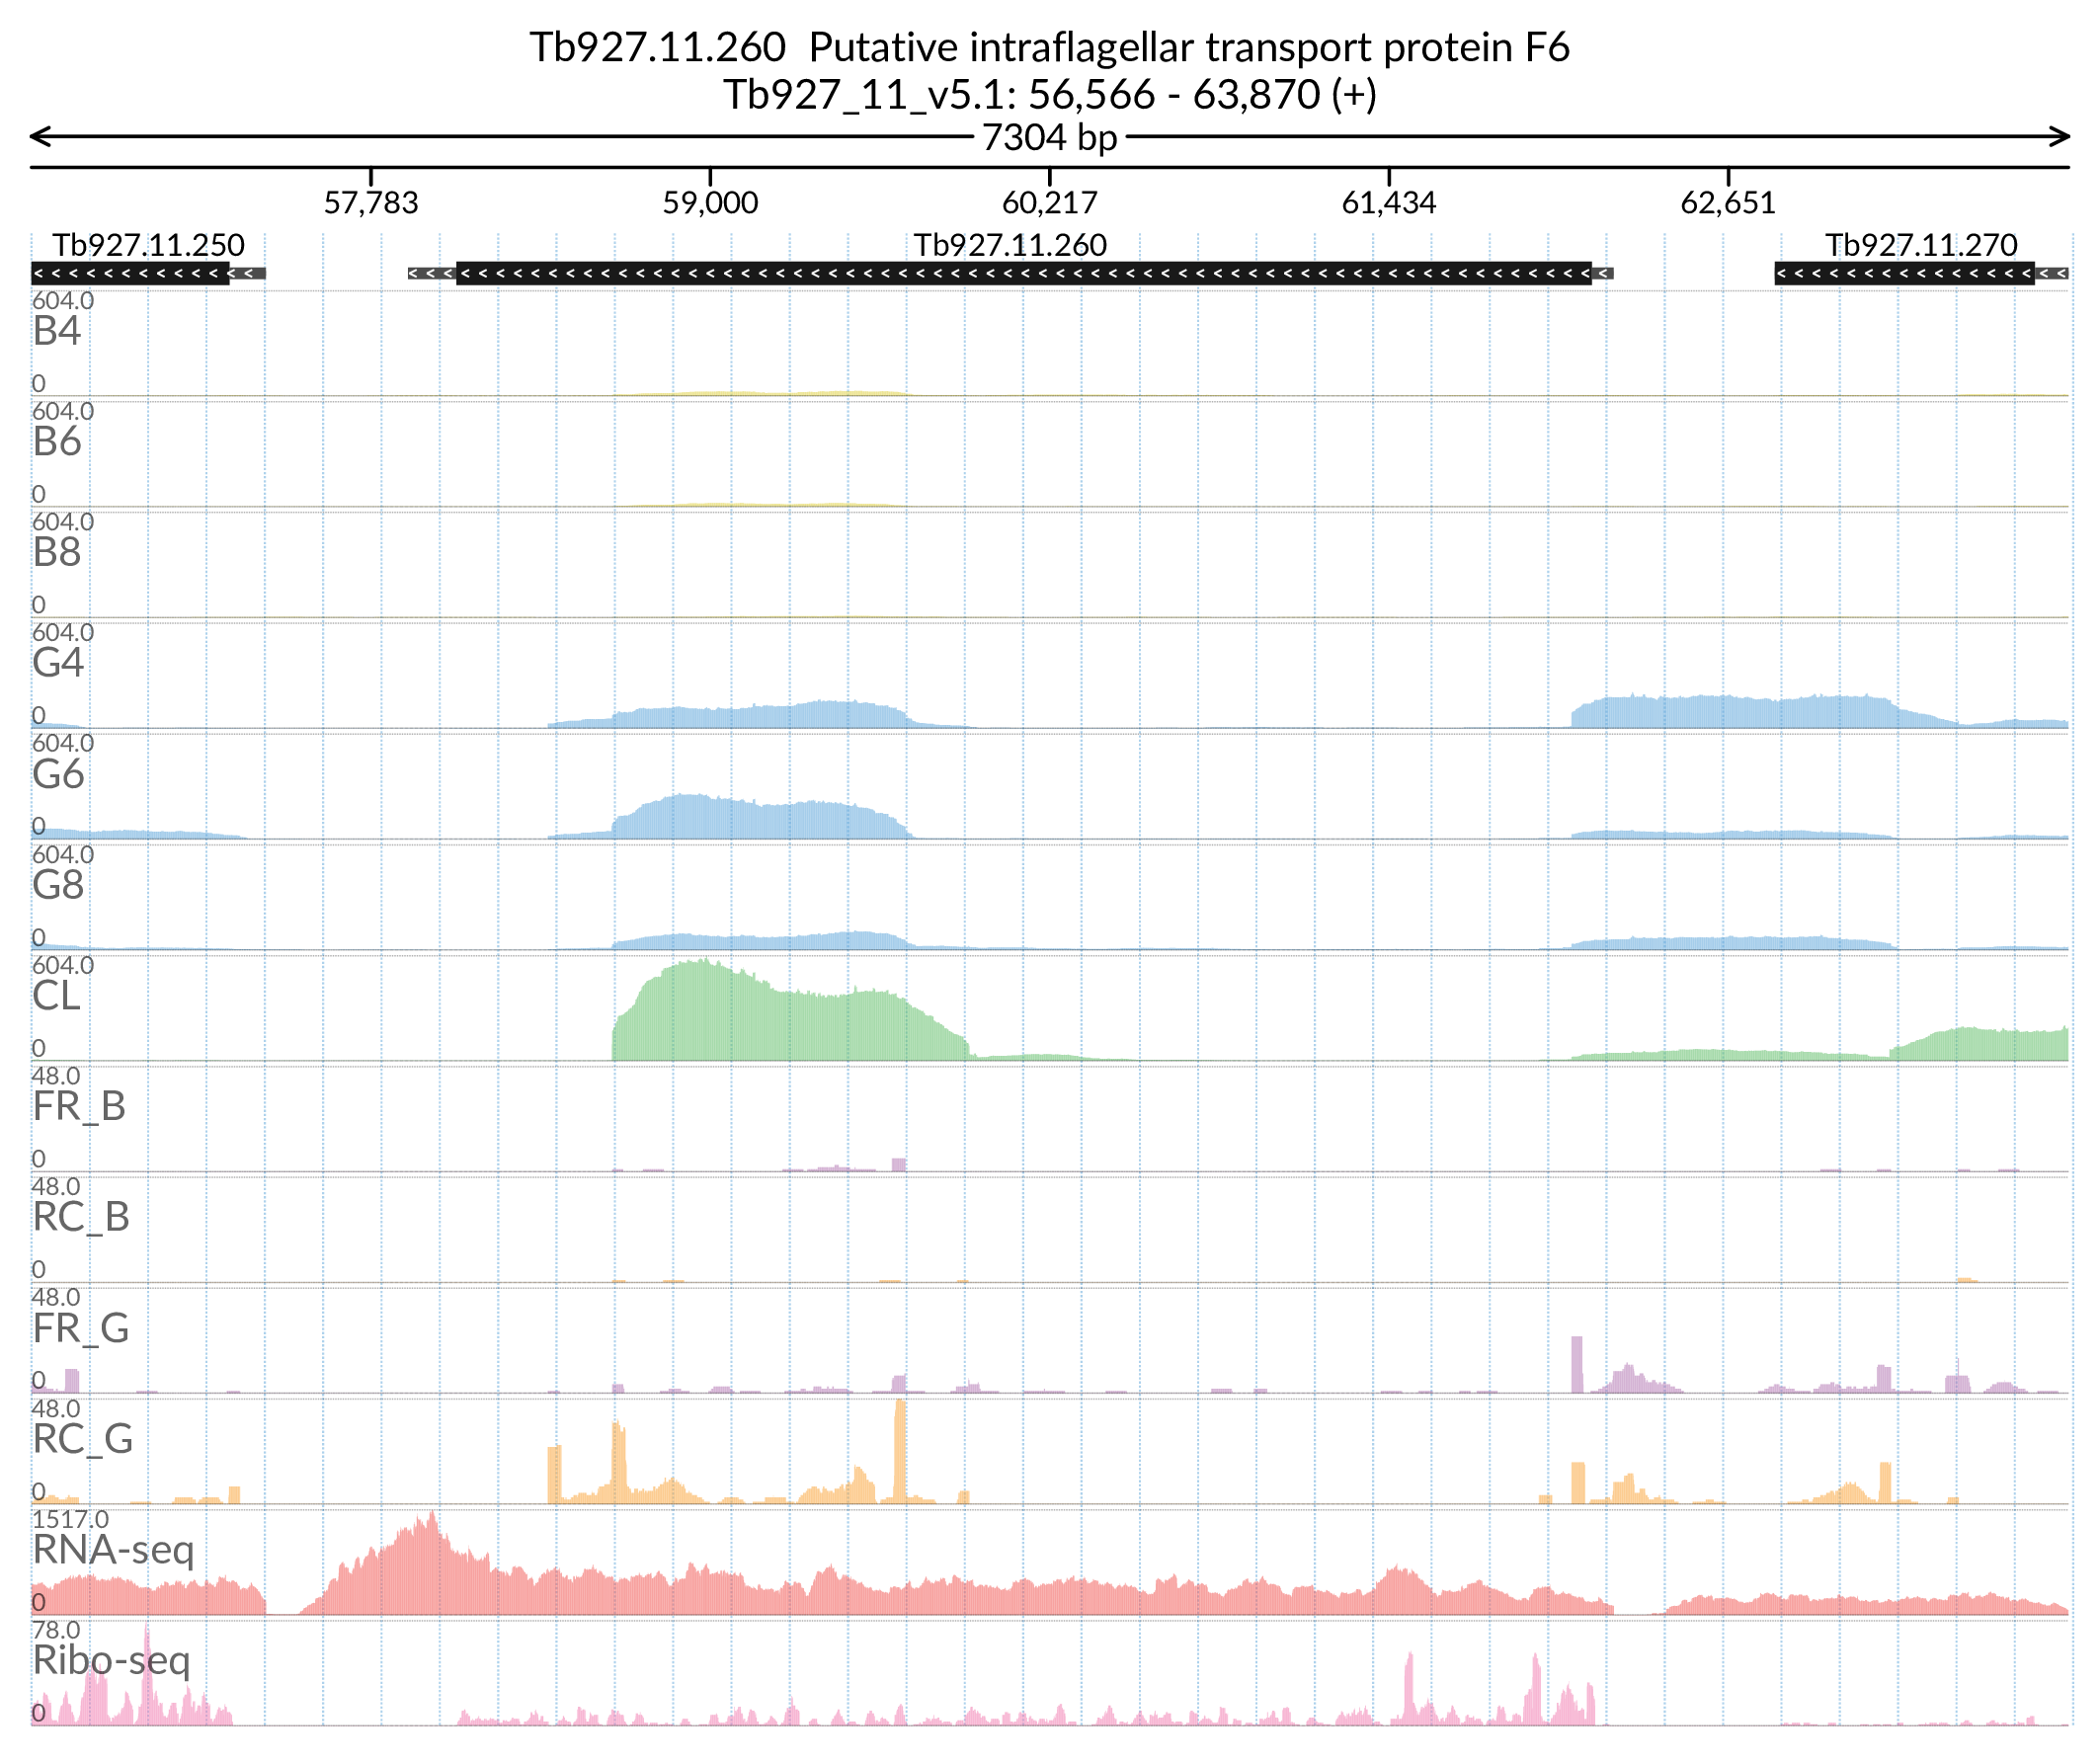 Tb927.11.260  Putative intraflagellar transport protein F6
Tb927_11_v5.1: 56,566 - 63,870 (+)
7304 bp
57,783 59,000 60,217 61,434 62,651
Tb927.11.250 Tb927.11.260 Tb927.11.270
604.0
B4
0
604.0
B6
0
604.0
B8
0
604.0
G4
0
604.0
G6
0
604.0
G8
0
604.0
CL
0
48.0
FR_B
0
48.0
RC_B
0
48.0
FR_G
0
48.0
RC_G
0
1517.0
RNA-seq
0
78.0
Ribo-seq
0